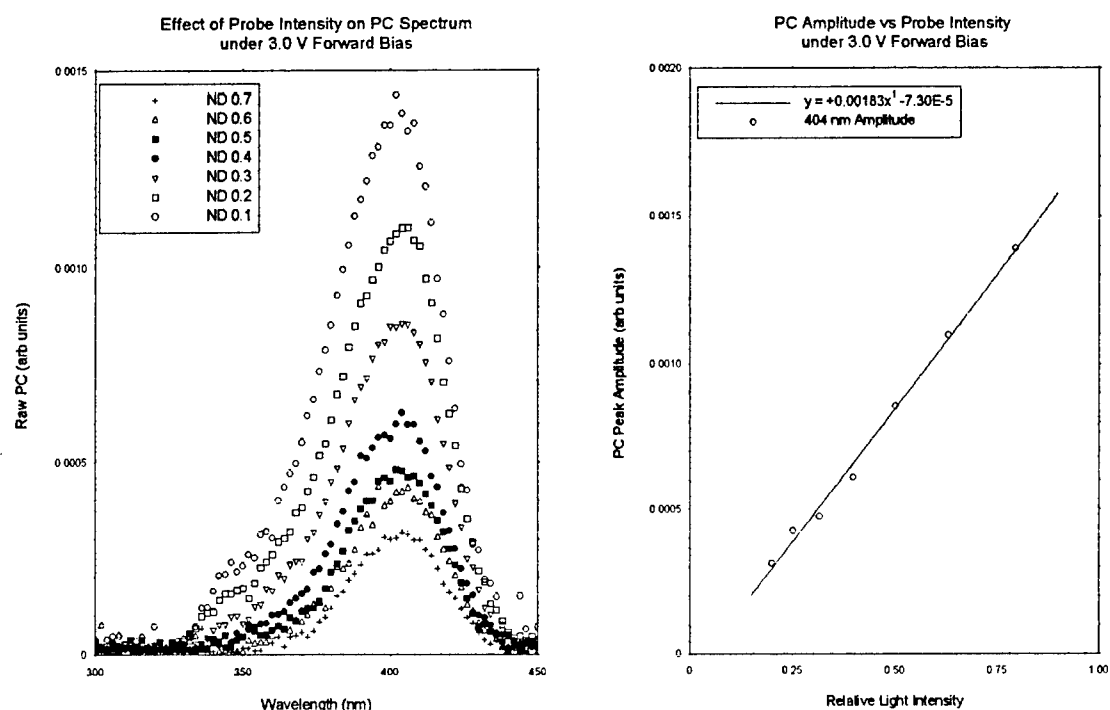 Effect of Probe Intensity on PC Spectrum
under 3.0 V Forward Bias
0.0015
0.0010
0.0005
0
ND 0.7
ND 0.6
ND 0.5
ND 0.4
ND 0.3
ND 0.2
ND 0.1
Raw PC (arb units)
300
350
400
450
Wavelength (nm)
PC Amplitude vs Probe Intensity
under 3.0 V Forward Bias
0.0020
0.0015
0.0010
0.0005
0
y = +0.00183x¹ -7.30E-5
404 nm Amplitude
PC Peak Amplitude (arb units)
0
0.25
0.50
0.75
1.00
Relative Light Intensity